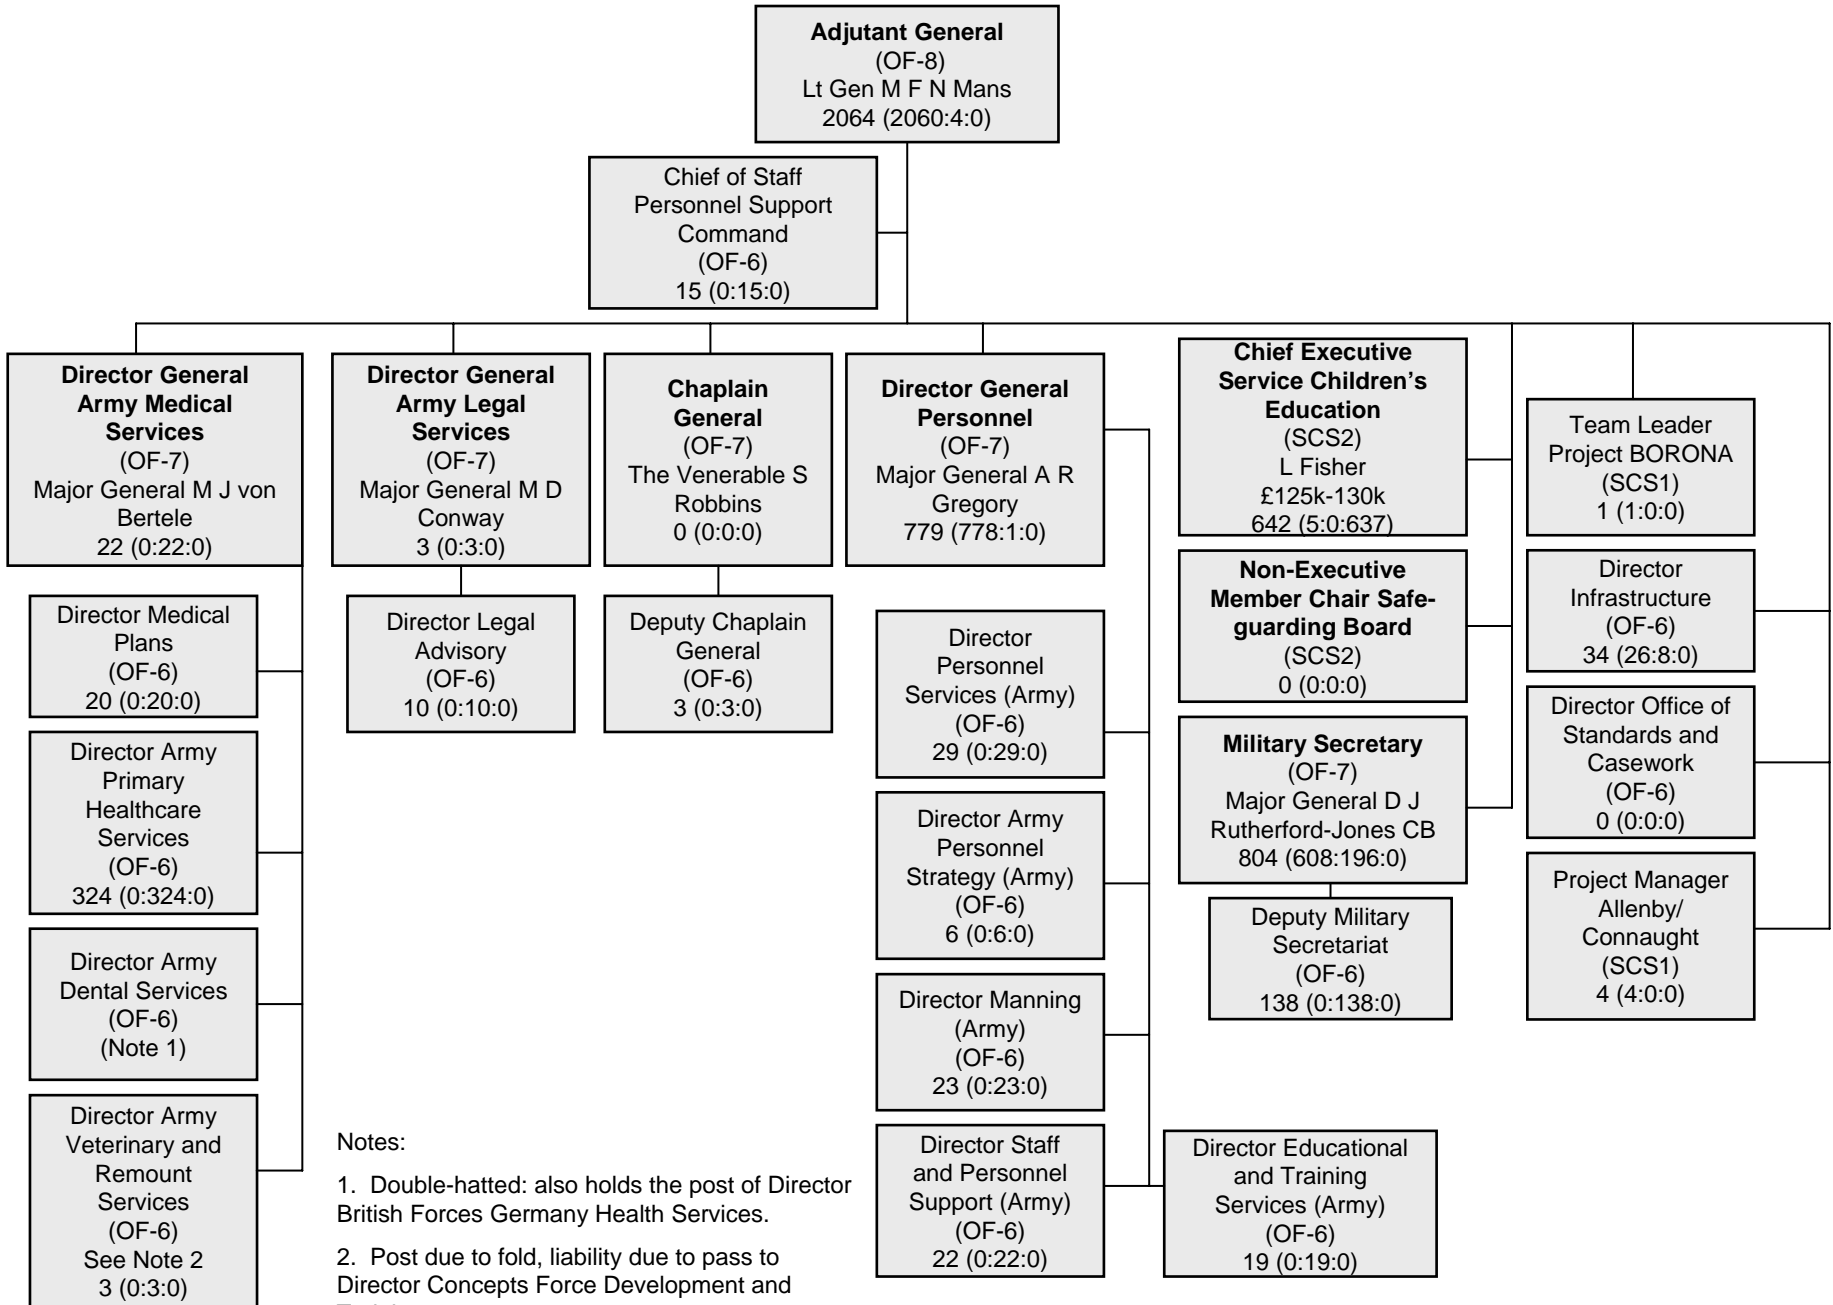 Adjutant General
(OF-8)
Lt Gen M F N Mans
2064 (2060:4:0)
Chief of Staff
Personnel Support
Command
(OF-6)
15 (0:15:0)
Director General
Army Medical
Services
(OF-7)
Major General M J von
Bertele
22 (0:22:0)
Director Medical
Plans
(OF-6)
20 (0:20:0)
Director Army
Primary
Healthcare
Services
(OF-6)
324 (0:324:0)
Director Army
Dental Services
(OF-6)
(Note 1)
Director Army
Veterinary and
Remount
Services
(OF-6)
See Note 2
3 (0:3:0)
Director General
Army Legal
Services
(OF-7)
Major General M D
Conway
3 (0:3:0)
Director Legal
Advisory
(OF-6)
10 (0:10:0)
Chaplain
General
(OF-7)
The Venerable S
Robbins
0 (0:0:0)
Deputy Chaplain
General
(OF-6)
3 (0:3:0)
Director General
Personnel
(OF-7)
Major General A R
Gregory
779 (778:1:0)
Director
Personnel
Services (Army)
(OF-6)
29 (0:29:0)
Director Army
Personnel
Strategy (Army)
(OF-6)
6 (0:6:0)
Director Manning
(Army)
(OF-6)
23 (0:23:0)
Director Staff
and Personnel
Support (Army)
(OF-6)
22 (0:22:0)
Director Educational
and Training
Services (Army)
(OF-6)
19 (0:19:0)
Chief Executive
Service Children's
Education
(SCS2)
L Fisher
£125k-130k
642 (5:0:637)
Non-Executive
Member Chair Safe-
guarding Board
(SCS2)
0 (0:0:0)
Military Secretary
(OF-7)
Major General D J
Rutherford-Jones CB
804 (608:196:0)
Deputy Military
Secretariat
(OF-6)
138 (0:138:0)
Team Leader
Project BORONA
(SCS1)
1 (1:0:0)
Director
Infrastructure
(OF-6)
34 (26:8:0)
Director Office of
Standards and
Casework
(OF-6)
0 (0:0:0)
Project Manager
Allenby/
Connaught
(SCS1)
4 (4:0:0)
Notes:
1. Double-hatted: also holds the post of Director
British Forces Germany Health Services.
2. Post due to fold, liability due to pass to
Director Concepts Force Development and